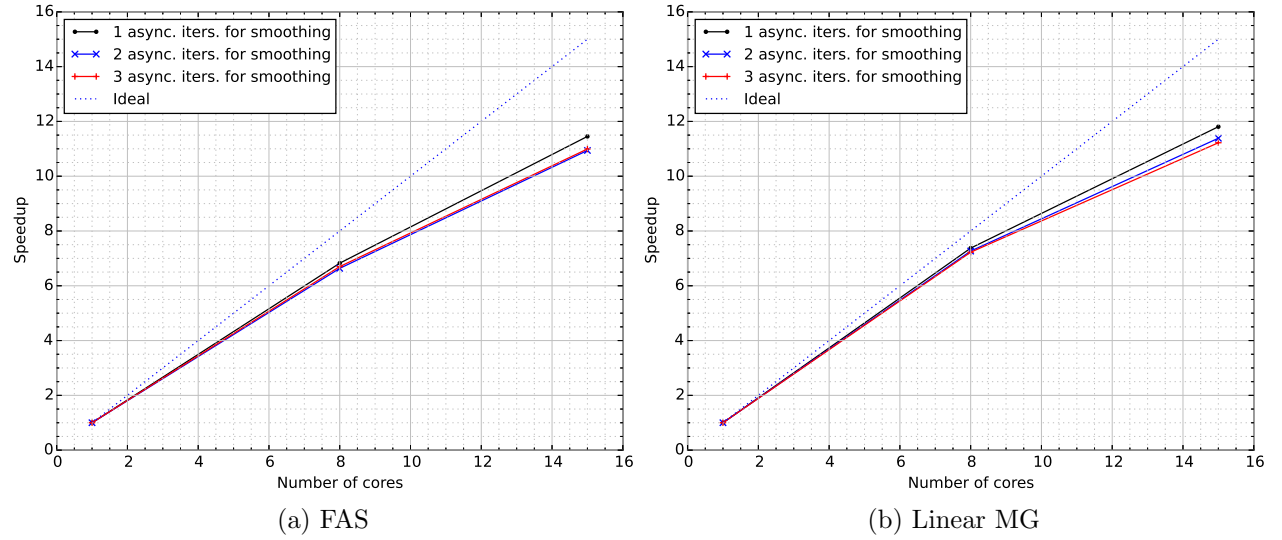 16
14
12
10
8
6
4
2
0
Speedup
1 async. iters. for smoothing
2 async. iters. for smoothing
3 async. iters. for smoothing
Ideal
0 2 4 6 8 10 12 14 16
Number of cores
(a) FAS
16
14
12
10
8
6
4
2
0
Speedup
1 async. iters. for smoothing
2 async. iters. for smoothing
3 async. iters. for smoothing
Ideal
0 2 4 6 8 10 12 14 16
Number of cores
(b) Linear MG